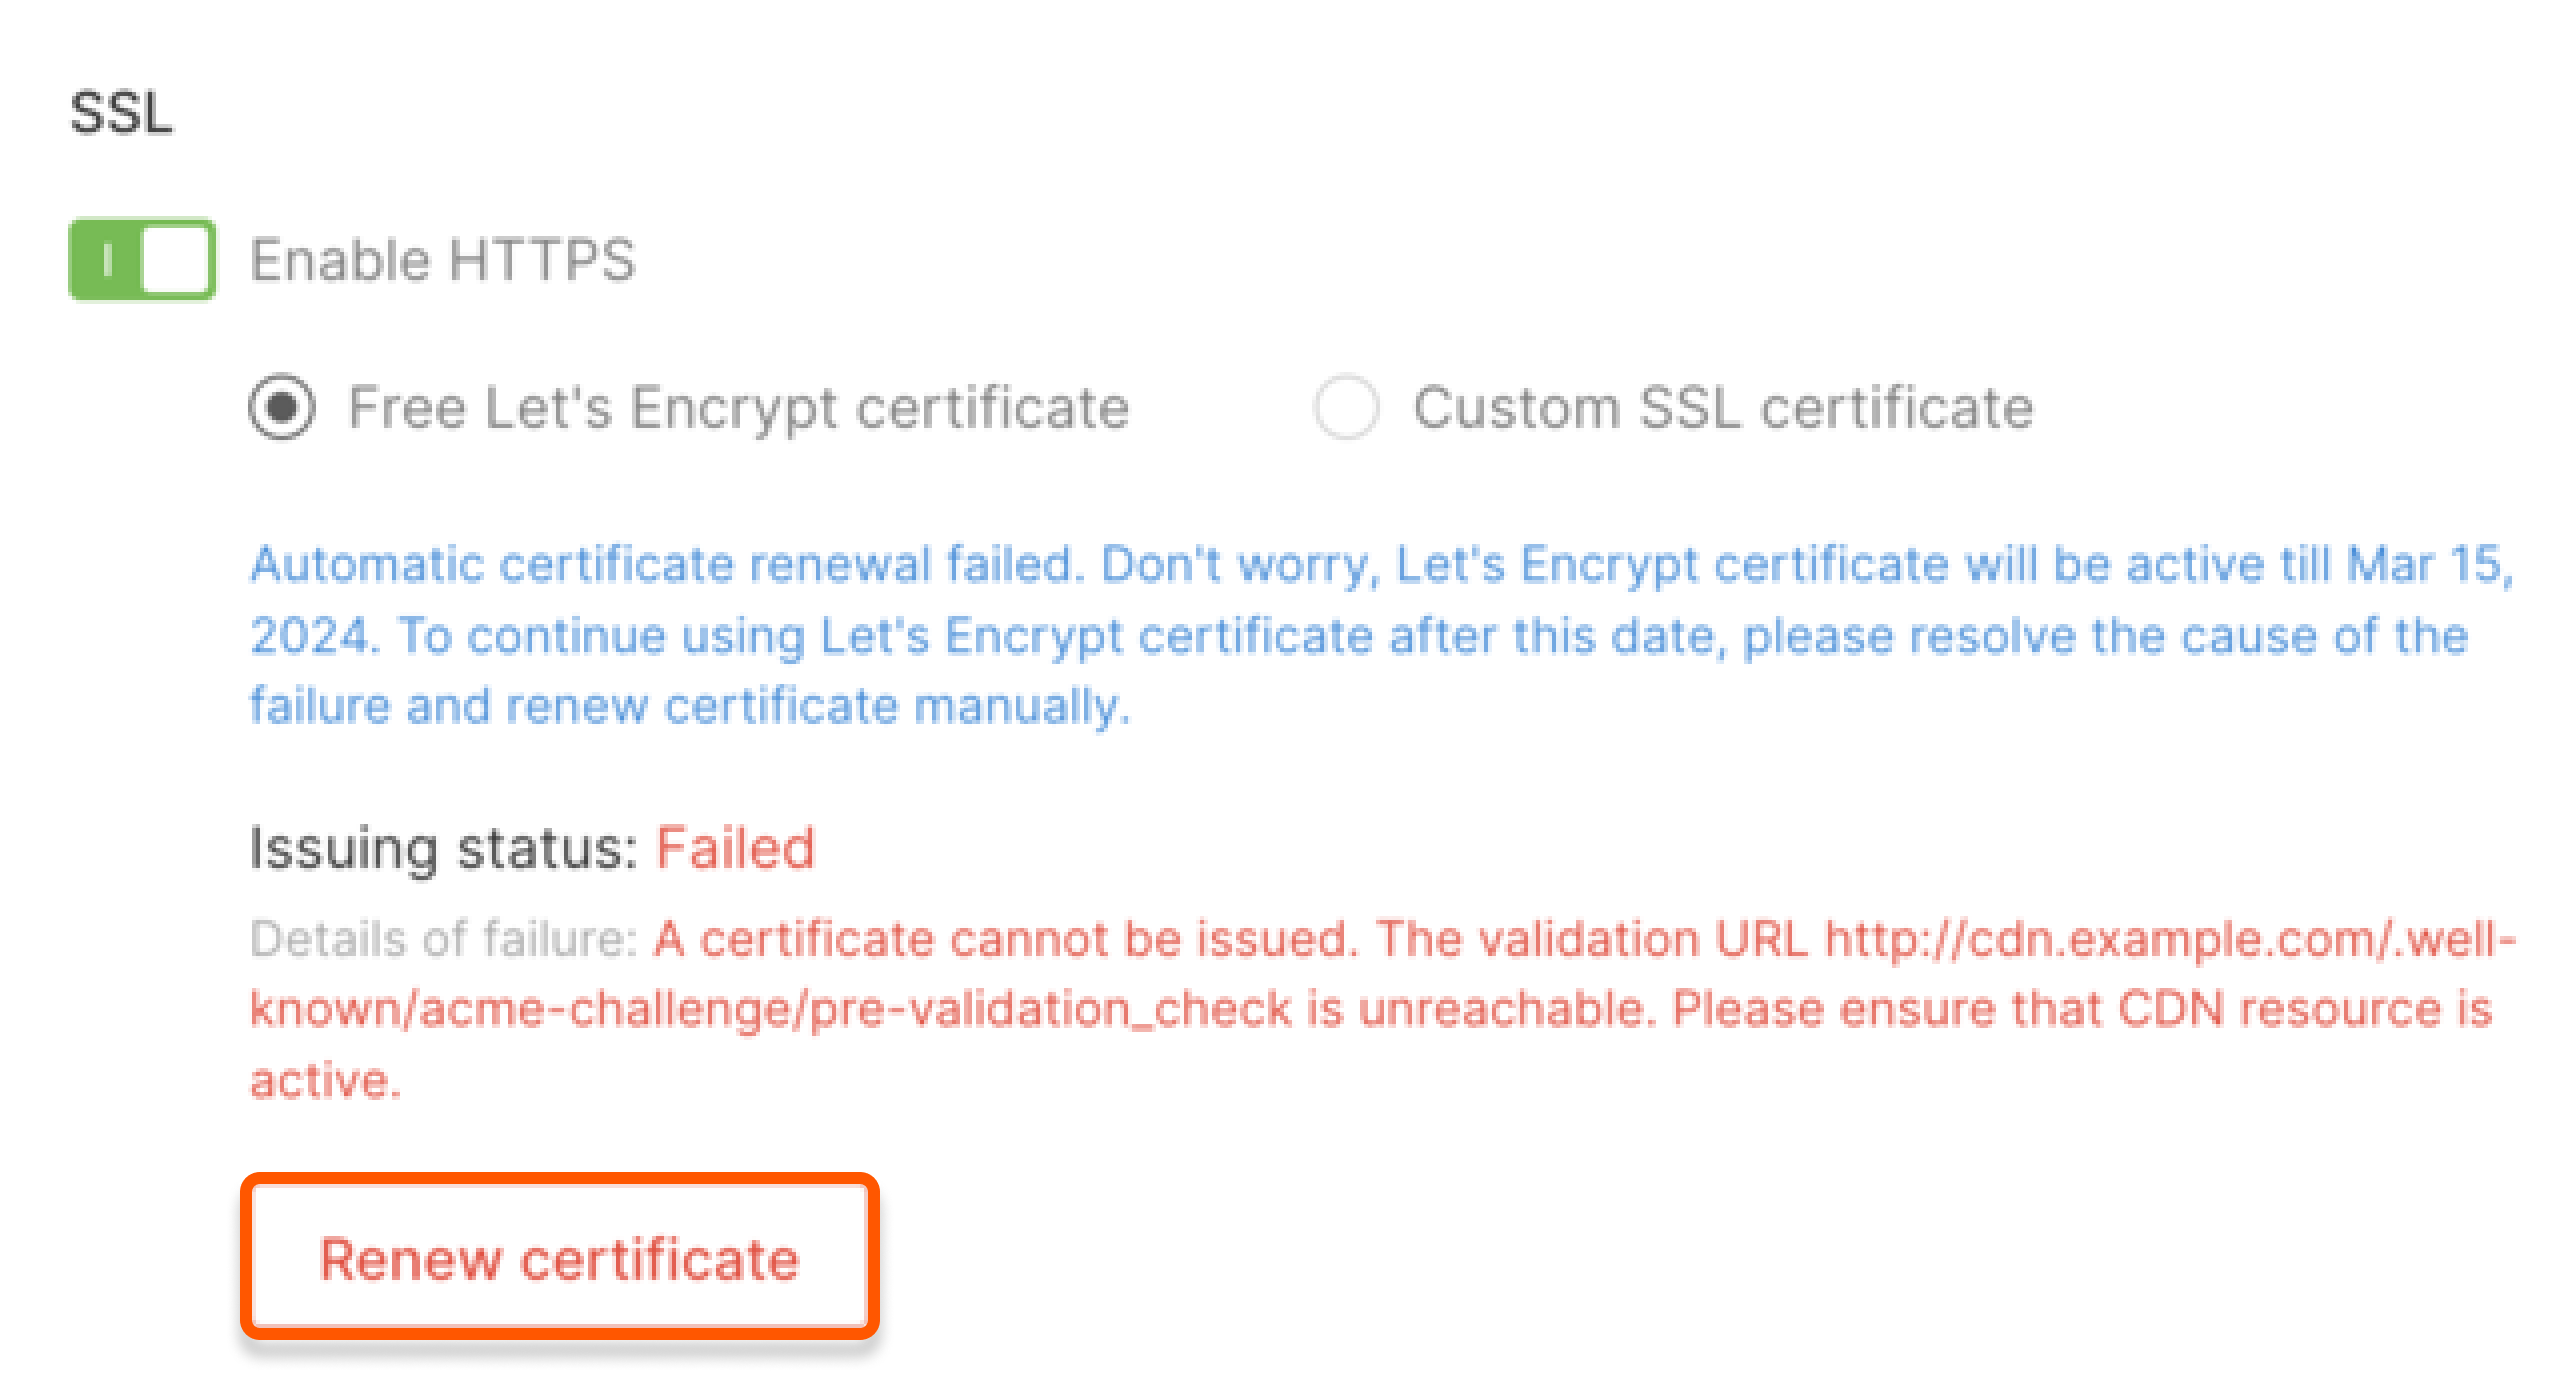 SSL
Enable HTTPS
Free Let's Encrypt certificate
Custom SSL certificate
Automatic certificate renewal failed. Don't worry, Let's Encrypt certificate will be active till Mar 15,
2024. To continue using Let's Encrypt certificate after this date, please resolve the cause of the
failure and renew certificate manually.
Issuing status: Failed
Details of failure: A certificate cannot be issued. The validation URL http://cdn.example.com/.well-
known/acme-challenge/pre-validation_check is unreachable. Please ensure that CDN resource is
active.
Renew certificate